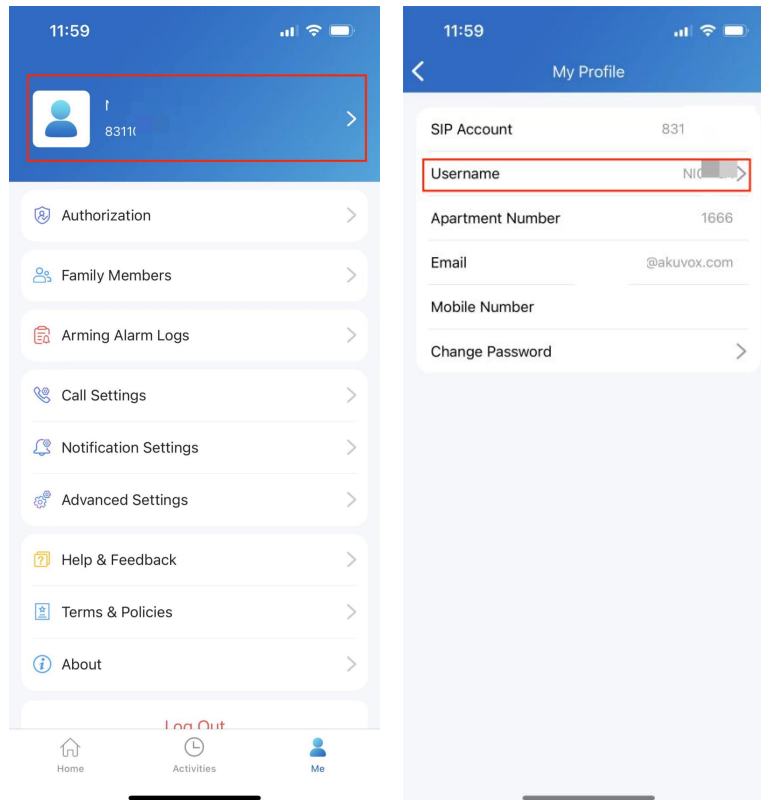 11:59
8311
Authorization
Family Members
Arming Alarm Logs
Call Settings
Notification Settings
Advanced Settings
Help & Feedback
Terms & Policies
About
Log Out
Home Activities Me
11:59
My Profile
SIP Account 831
Username NI
Apartment Number 1666
Email @akuvox.com
Mobile Number
Change Password